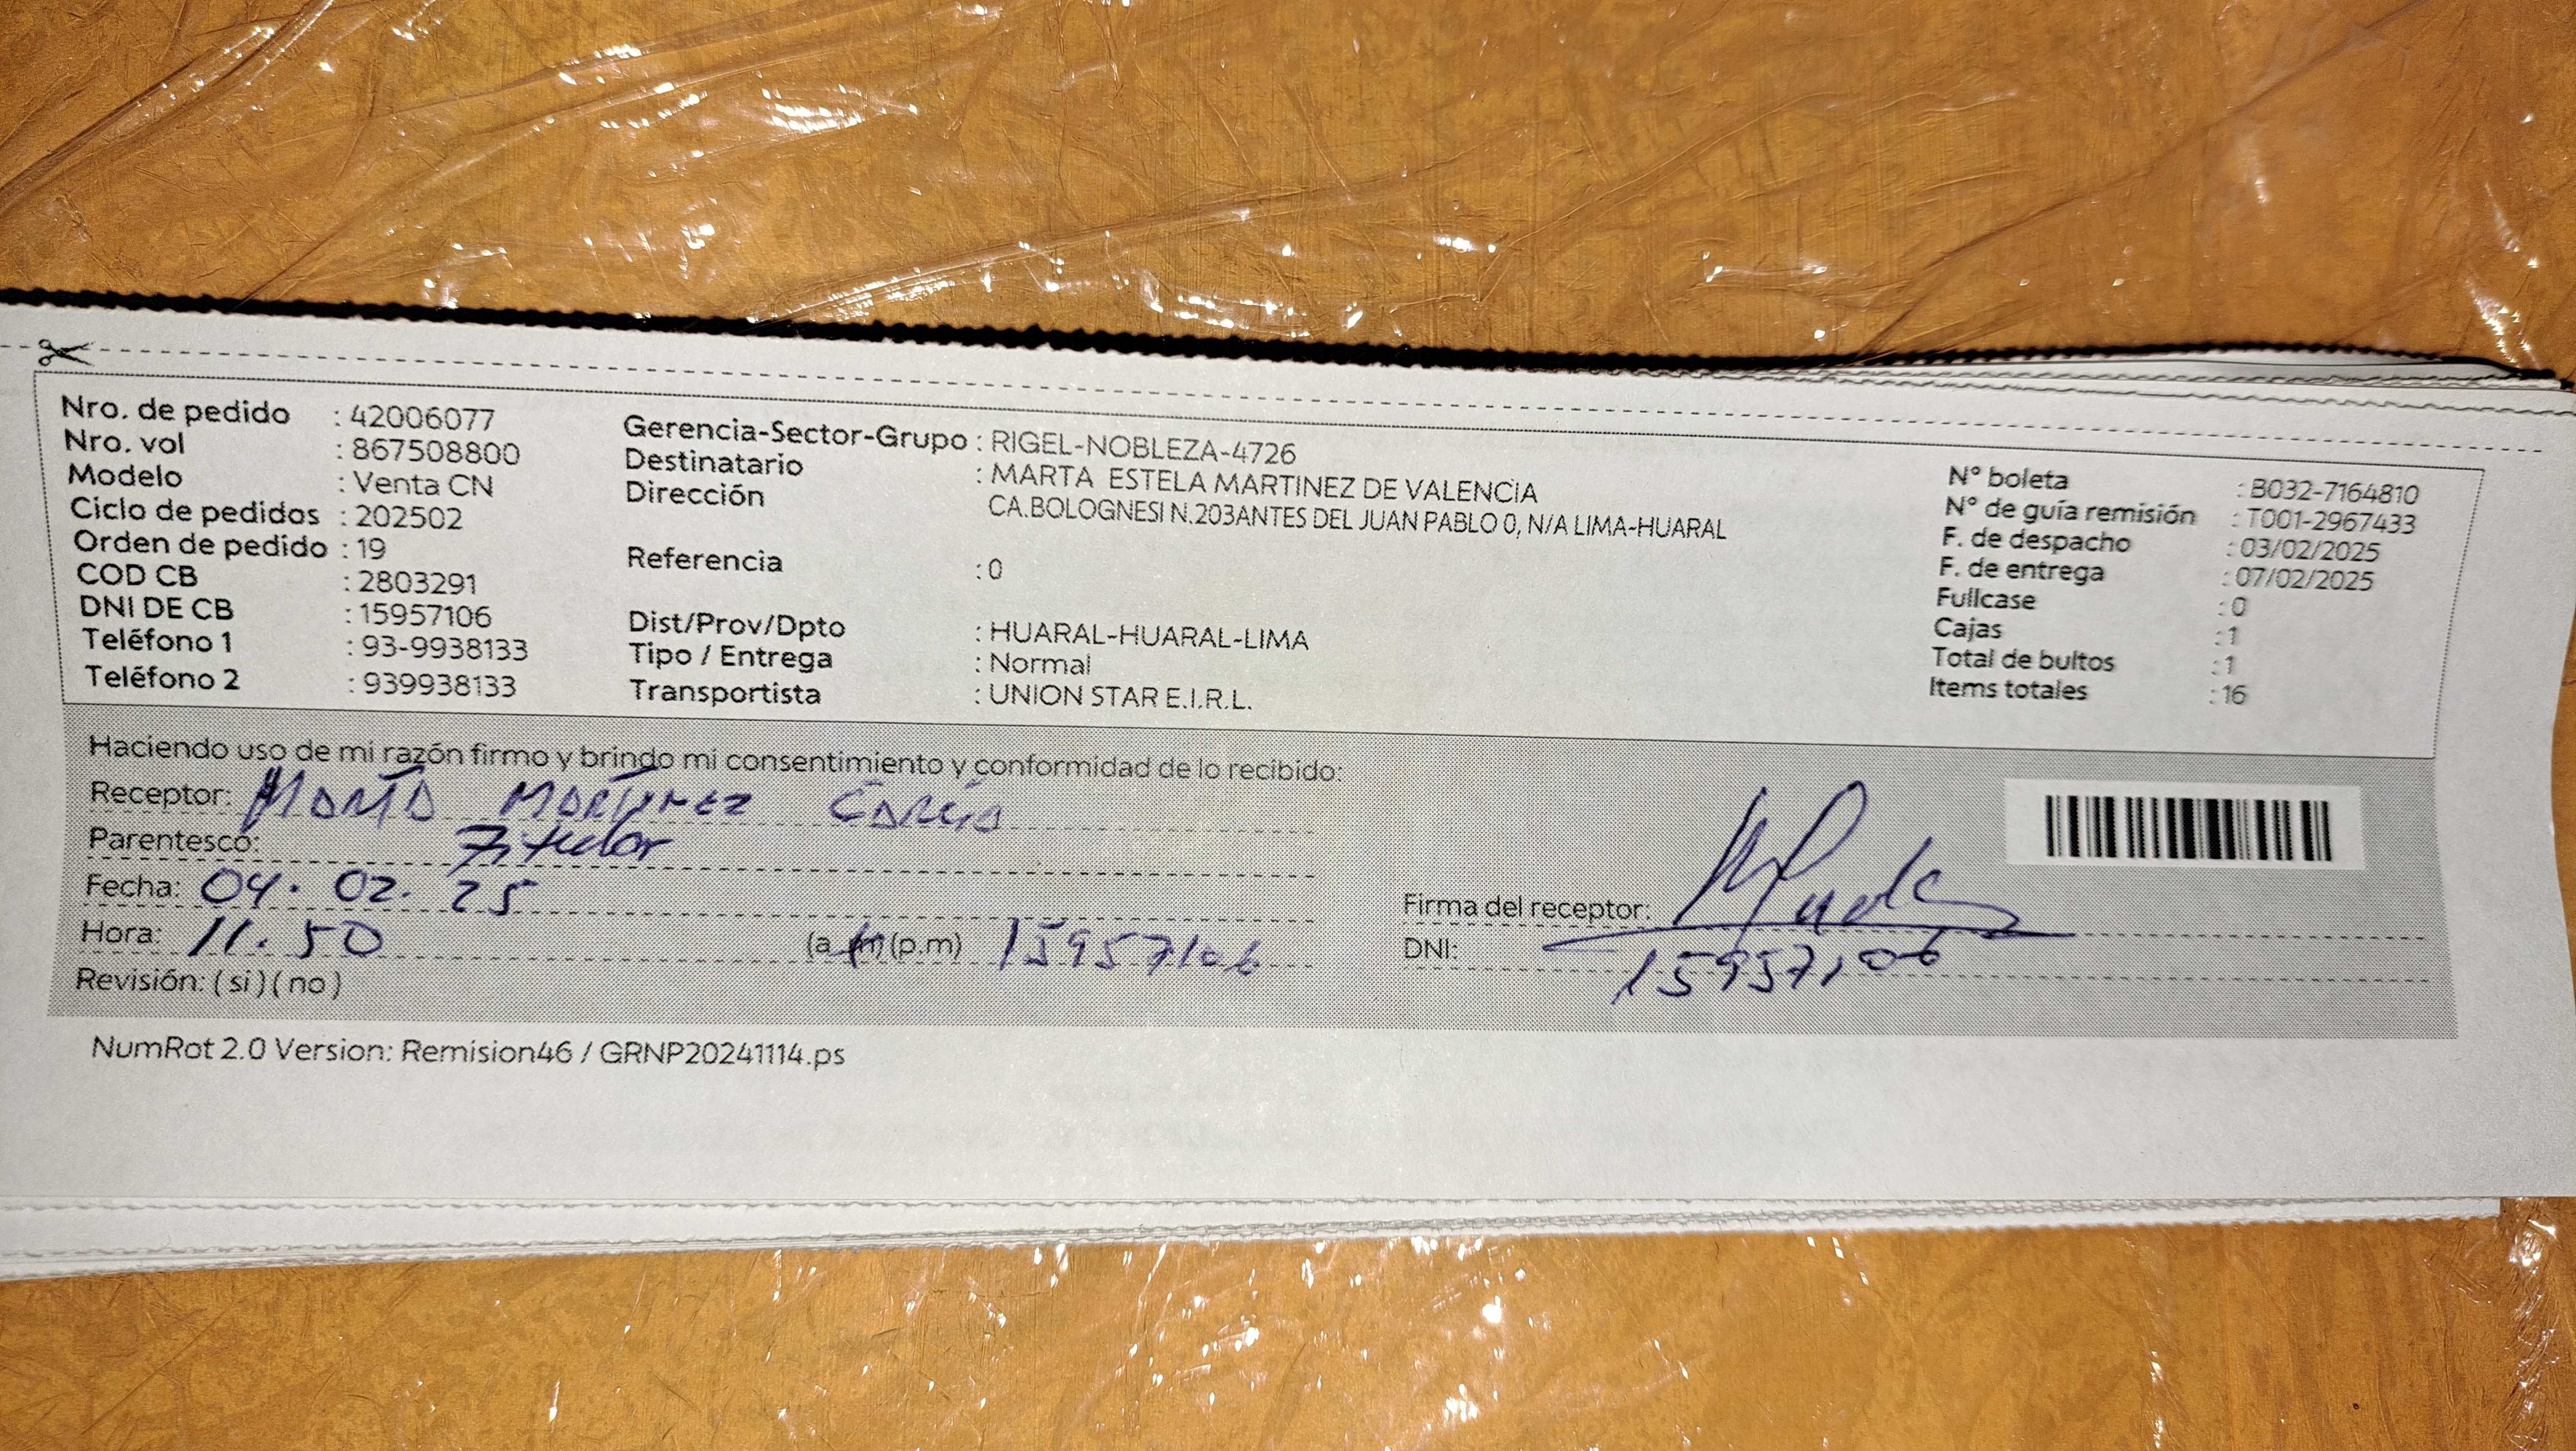 Nro. de pedido : 42006077
Nro. vol : 867508800
Modelo : Venta CN
Ciclo de pedidos : 202502
Orden de pedido : 19
COD CB : 2803291
DNI DE CB : 15957106
Teléfono 1 : 93-9938133
Teléfono 2 : 939938133
Gerencia-Sector-Grupo : RIGEL-NOBLEZA-4726
Destinatario : MARTA ESTELA MARTINEZ DE VALENCIA
Dirección CA.BOLOGNESI N.203ANTES DEL JUAN PABLO 0, N/A LIMA-HUARAL
Referencia : 0
Dist/Prov/Dpto : HUARAL-HUARAL-LIMA
Tipo / Entrega : Normal
Transportista : UNION STAR E.I.R.L.
N° boleta : B032-7164810
N° de guía remisión : T001-2967433
F. de despacho : 03/02/2025
F. de entrega : 07/02/2025
Fullcase : 0
Cajas : 1
Total de bultos : 1
Items totales : 16
Haciendo uso de mi razón firmo y brindo mi consentimiento y conformidad de lo recibido:
Receptor: Marta Martinez García
Parentesco: Titular
Fecha: 04. 02. 25
Hora: 11.50 (a.m) (p.m) 15957106
Revisión: ( si ) ( no )
Firma del receptor:
DNI: 15957106
NumRot 2.0 Version: Remision46 / GRNP20241114.ps